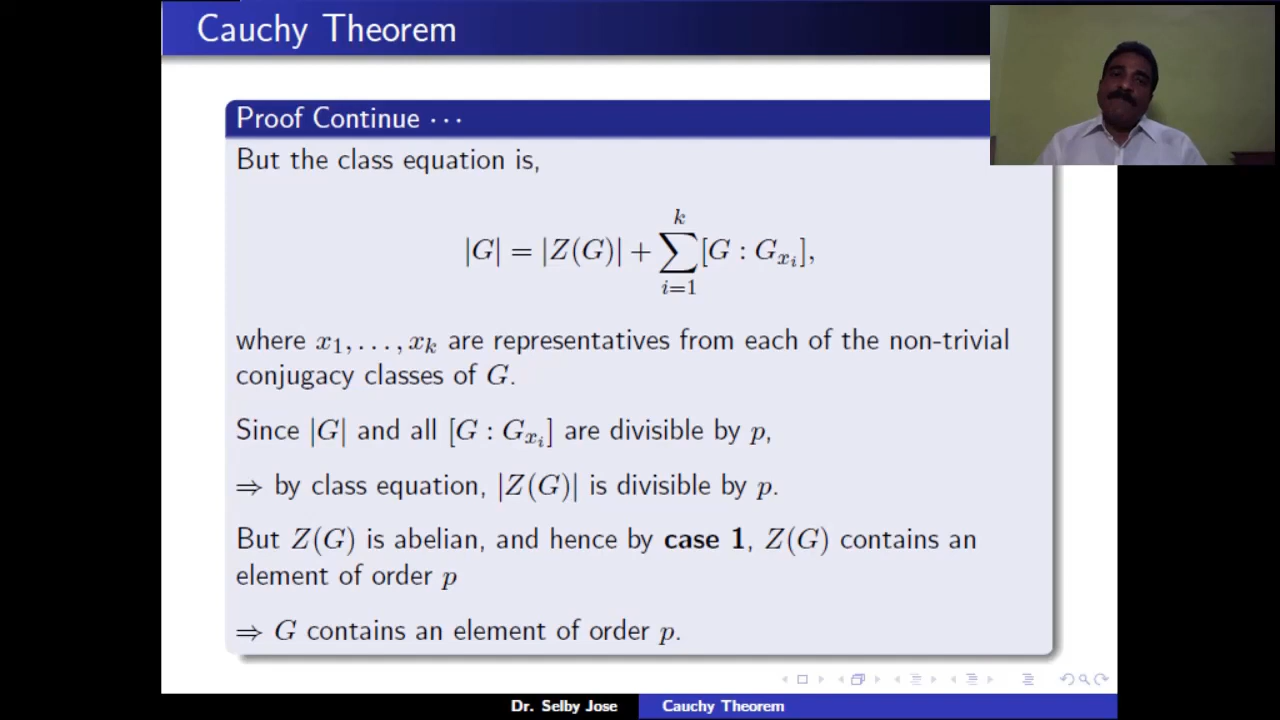 Cauchy Theorem
Proof Continue ···
But the class equation is,
|G| = |Z(G)| + \sum_{i=1}^{k} [G : G_{x_i}],
where x_1, . . . , x_k are representatives from each of the non-trivial
conjugacy classes of G.
Since |G| and all [G : G_{x_i}] are divisible by p,
⇒ by class equation, |Z(G)| is divisible by p.
But Z(G) is abelian, and hence by case 1, Z(G) contains an
element of order p
⇒ G contains an element of order p.
Dr. Selby Jose
Cauchy Theorem